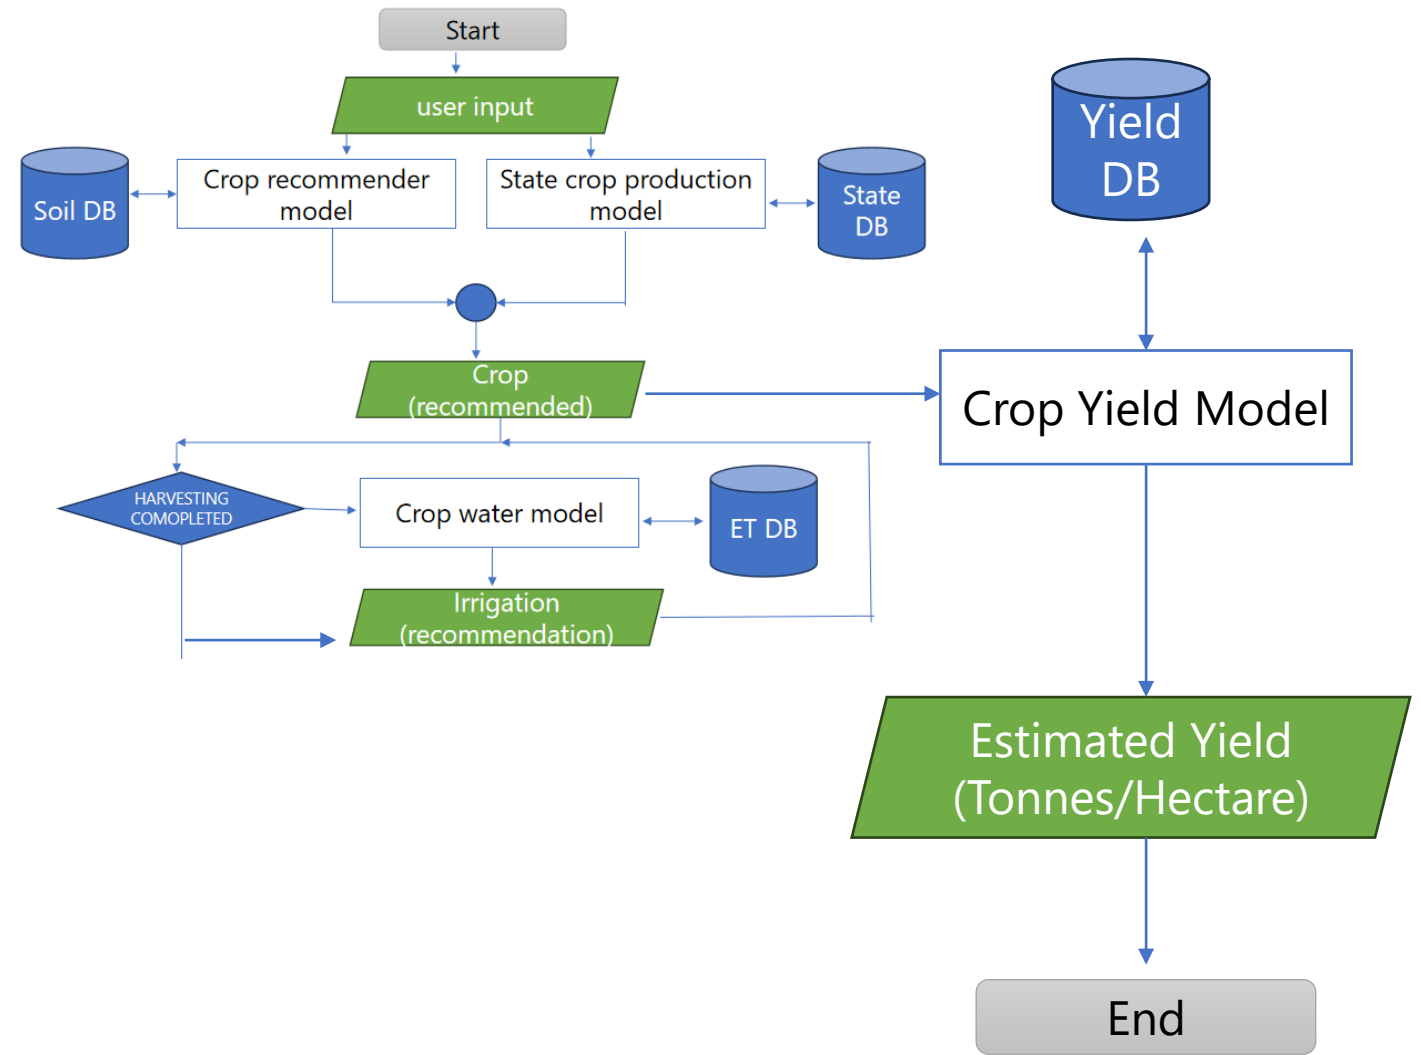 Start
user input
Crop recommender
model
State crop production
model
Soil DB
State
DB
Yield
DB
Crop
(recommended)
Crop Yield Model
HARVESTING
COMOPLETED
Crop water model
ET DB
Irrigation
(recommendation)
Estimated Yield
(Tonnes/Hectare)
End